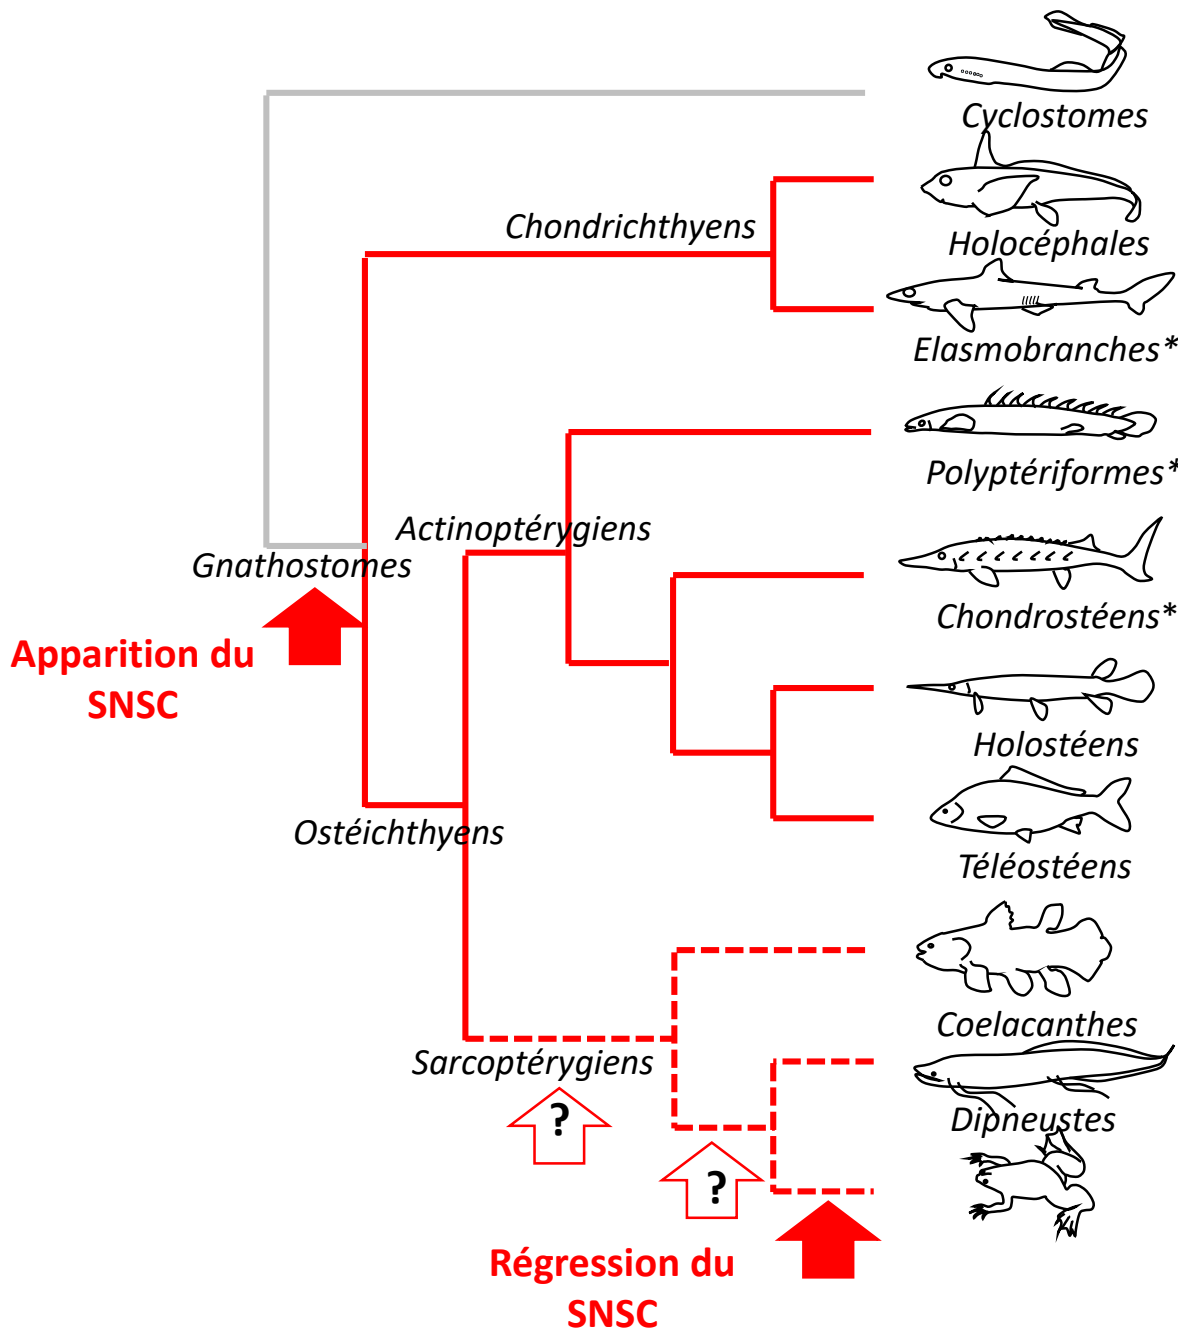 Cyclostomes
Chondrichthyens
Holocéphales
Elasmobranches*
Polyptériformes*
Actinoptérygiens
Gnathostomes
Chondrostéens*
Apparition du
SNSC
Holostéens
Ostéichthyens
Téléostéens
Coelacanthes
Sarcoptérygiens
?
Dipneustes
?
Régression du
SNSC